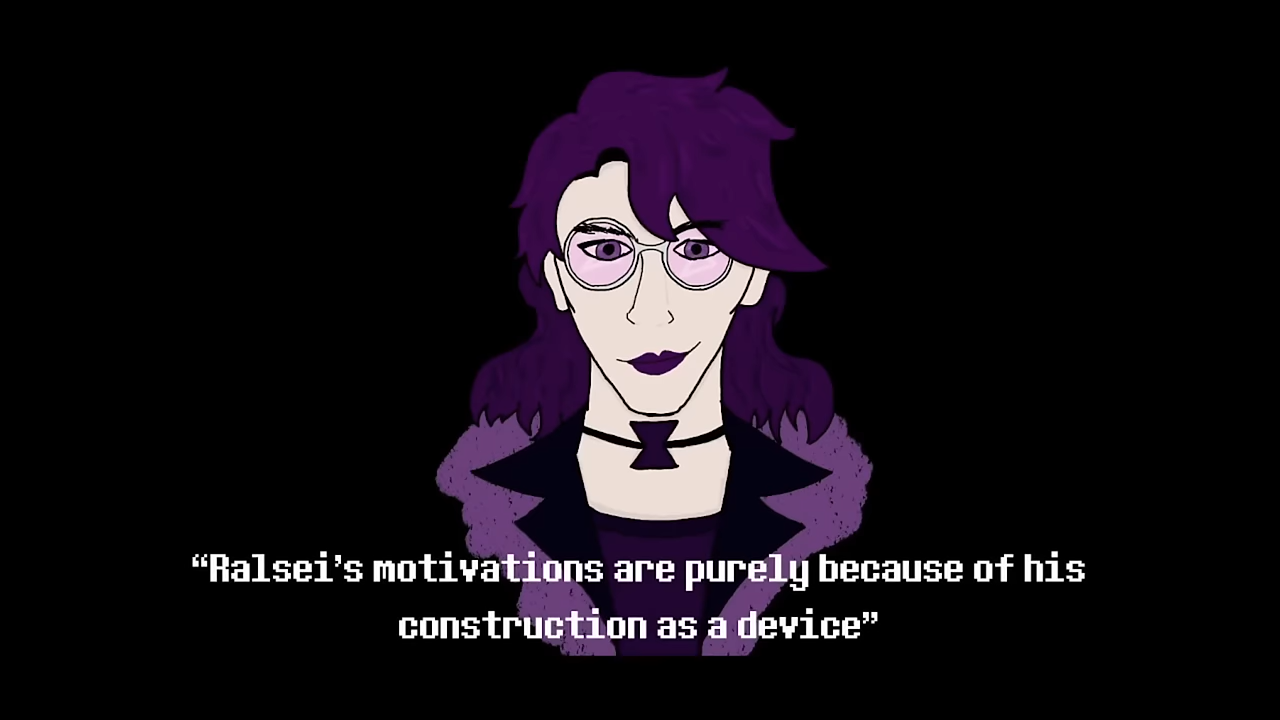 “Ralsei’s motivations are purely because of his
construction as a device”